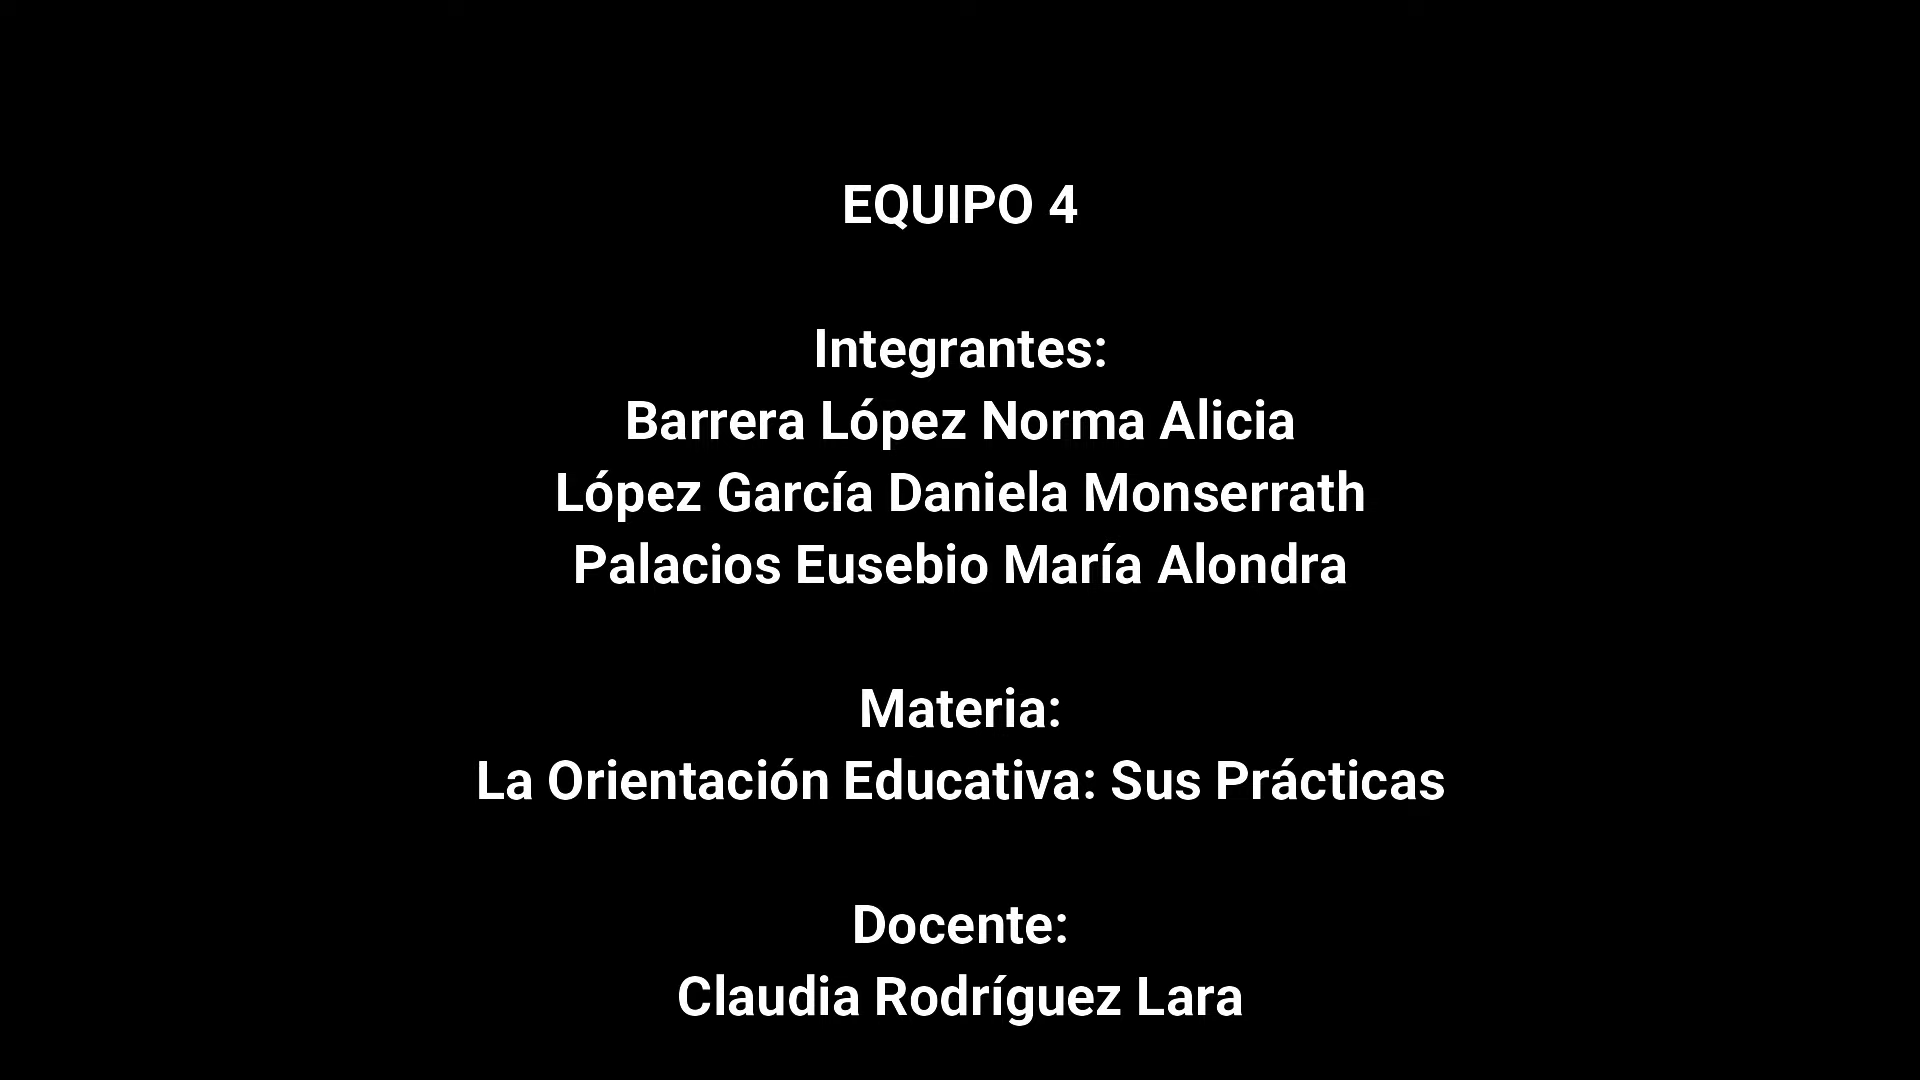 EQUIPO 4
Integrantes:
Barrera López Norma Alicia
López García Daniela Monserrath
Palacios Eusebio María Alondra
Materia:
La Orientación Educativa: Sus Prácticas
Docente:
Claudia Rodríguez Lara